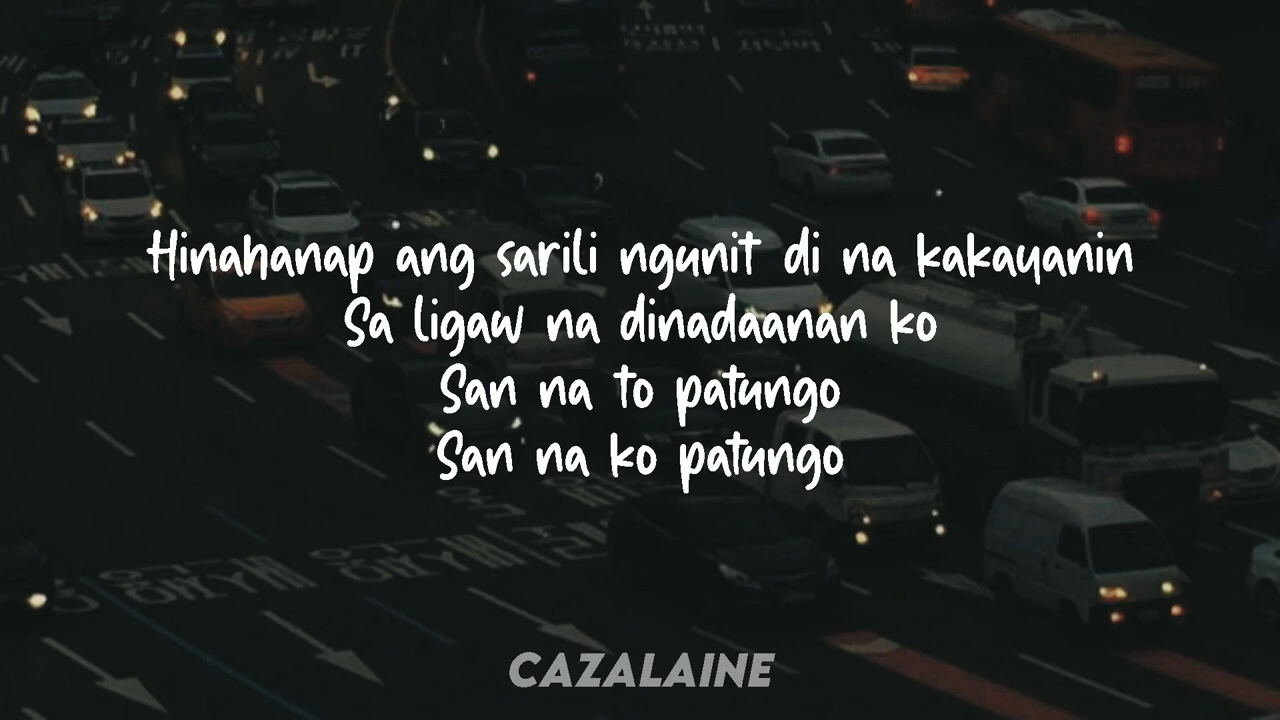 Hinahanap ang sarili ngunit di na kakayanin
Sa ligaw na dinadaanan ko
San na to patungo
San na ko patungo
CAZALAINE